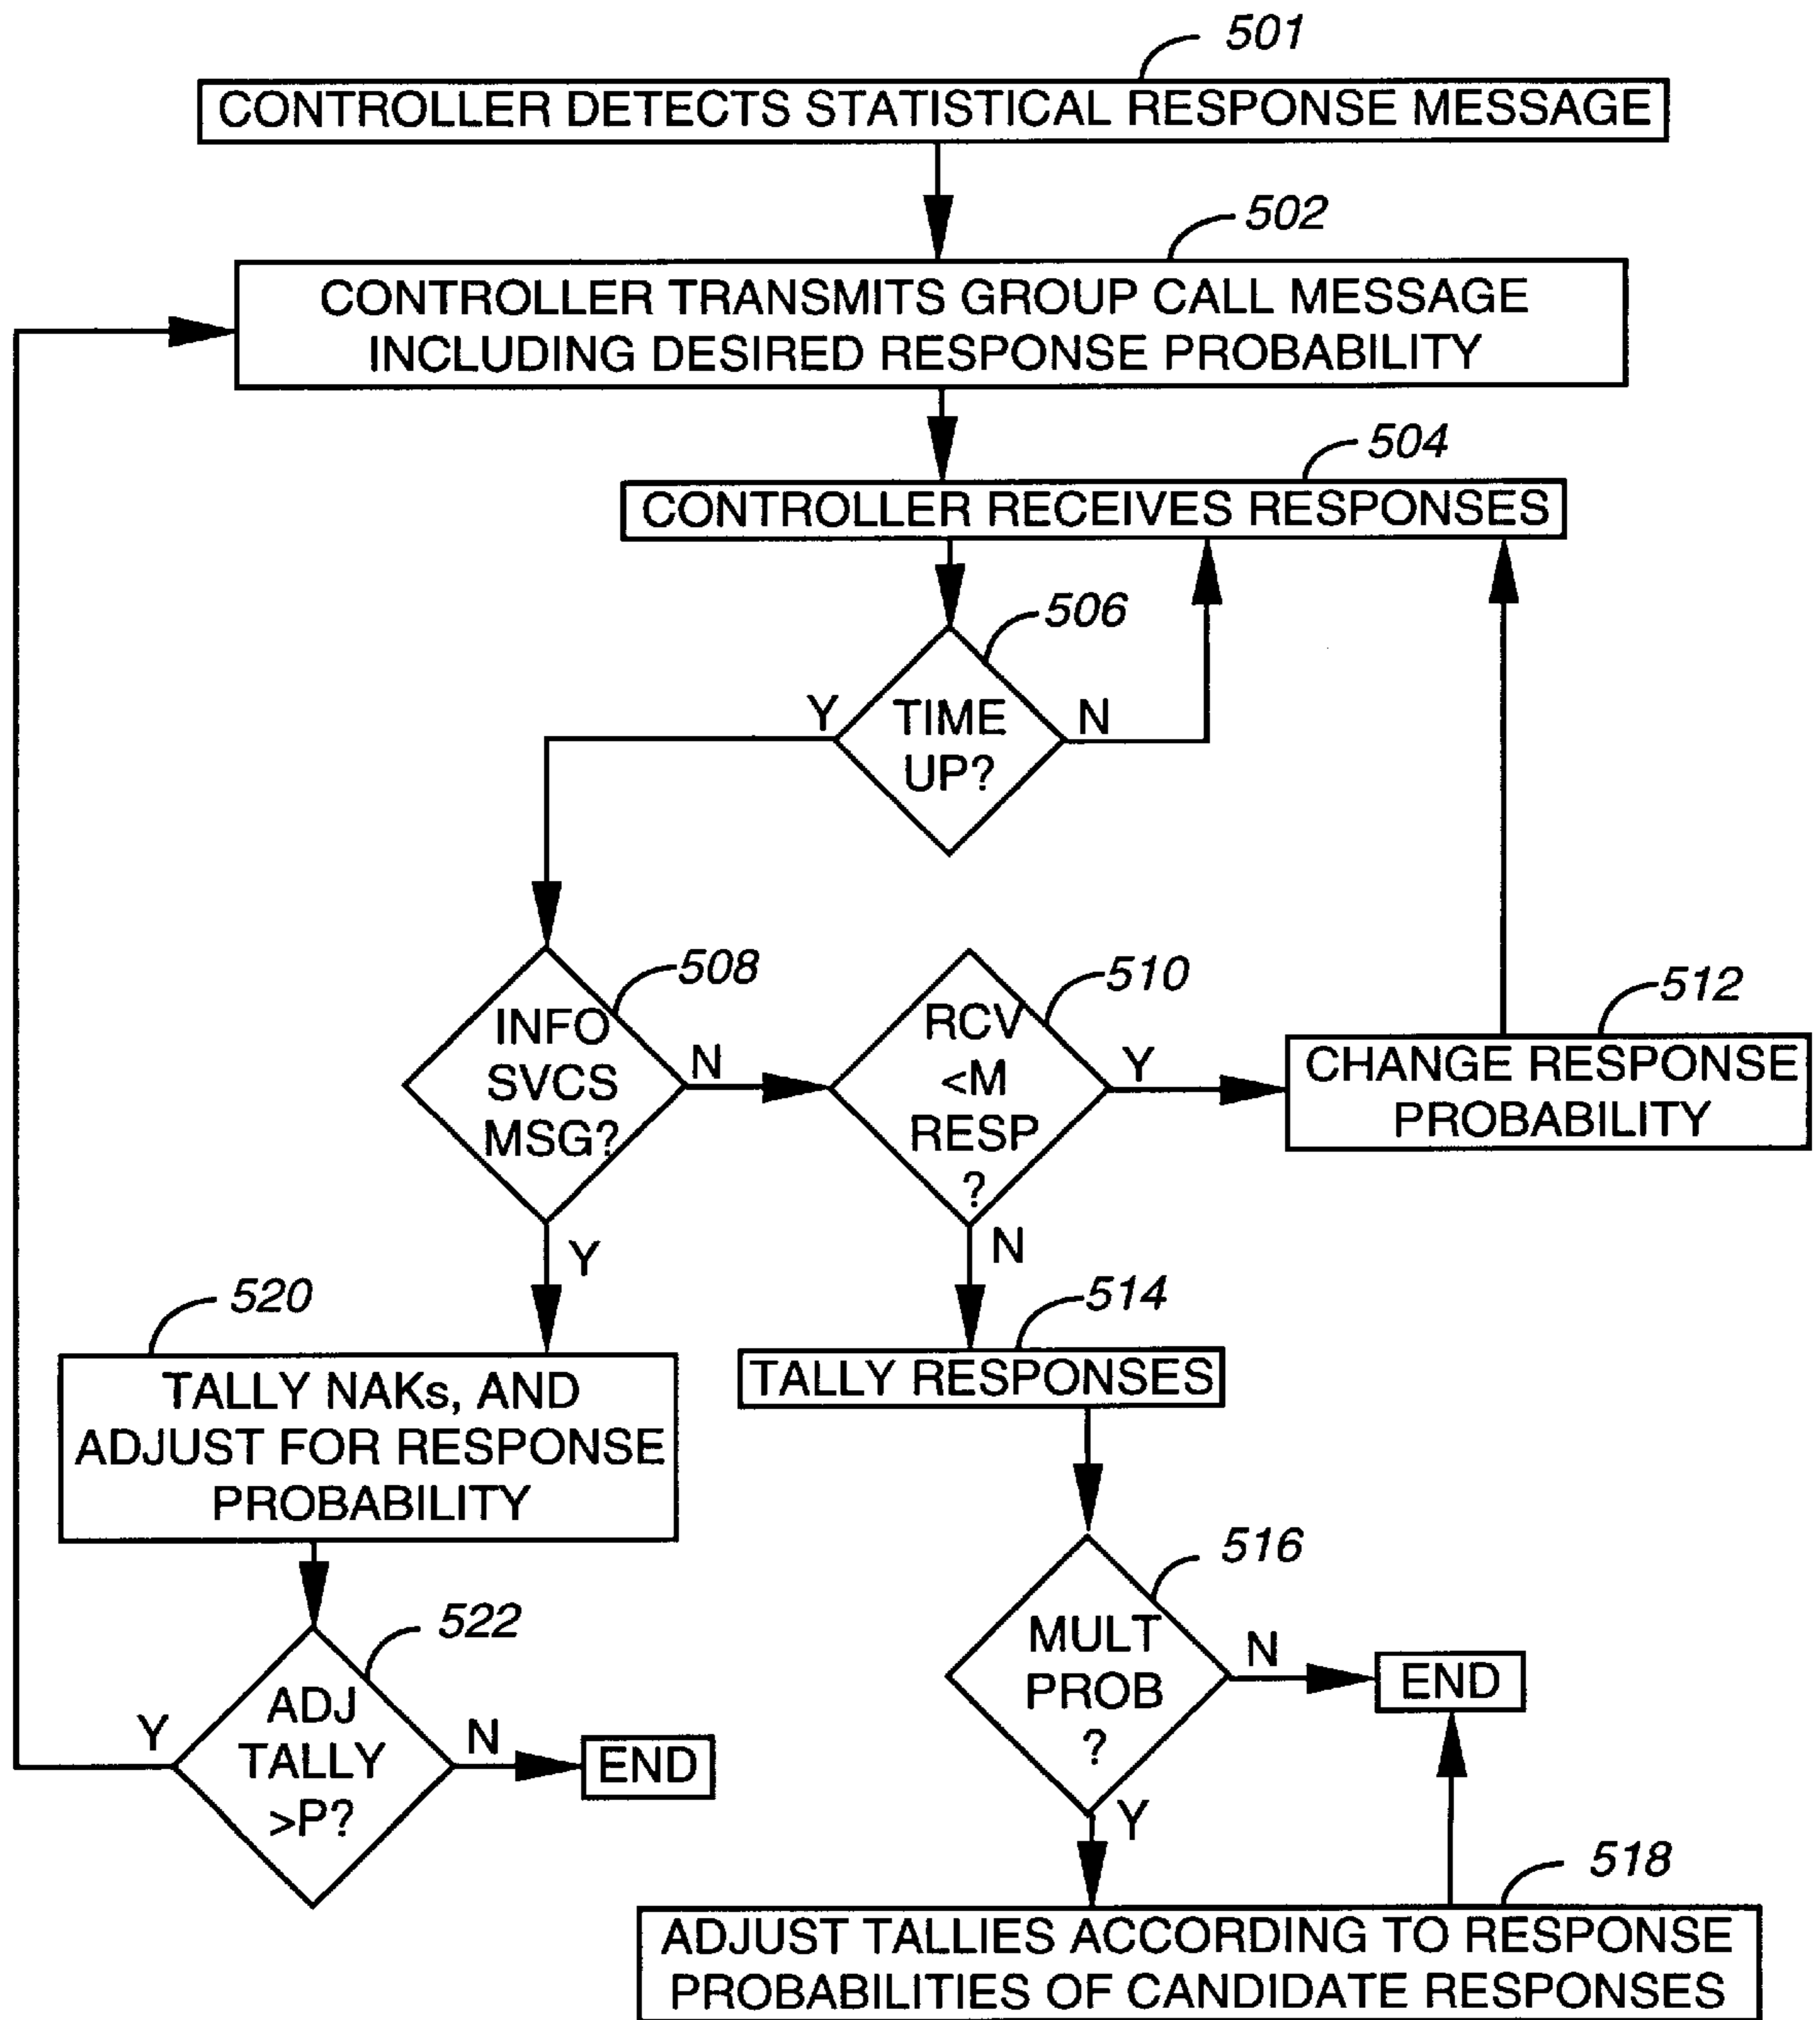 501
CONTROLLER DETECTS STATISTICAL RESPONSE MESSAGE
502
CONTROLLER TRANSMITS GROUP CALL MESSAGE
INCLUDING DESIRED RESPONSE PROBABILITY
504
CONTROLLER RECEIVES RESPONSES
506
Y
TIME
UP?
N
508
INFO
SVCS
MSG?
N
Y
510
RCV
<M
RESP
?
Y
N
512
CHANGE RESPONSE
PROBABILITY
520
TALLY NAKs, AND
ADJUST FOR RESPONSE
PROBABILITY
514
TALLY RESPONSES
522
Y
ADJ
TALLY
>P?
N
END
516
MULT
PROB
?
N
END
Y
518
ADJUST TALLIES ACCORDING TO RESPONSE
PROBABILITIES OF CANDIDATE RESPONSES